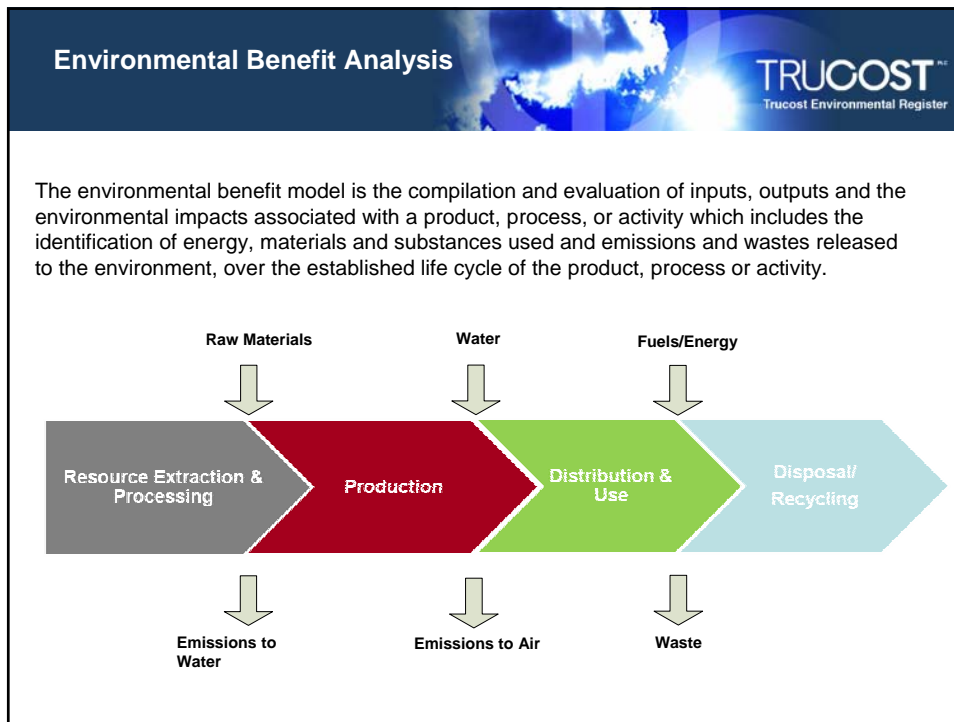 Environmental Benefit Analysis
TRUCOST PLC
Trucost Environmental Register
The environmental benefit model is the compilation and evaluation of inputs, outputs and the
environmental impacts associated with a product, process, or activity which includes the
identification of energy, materials and substances used and emissions and wastes released
to the environment, over the established life cycle of the product, process or activity.
Raw Materials
Water
Fuels/Energy
Resource Extraction &
Processing
Production
Distribution &
Use
Disposal/
Recycling
Emissions to
Water
Emissions to Air
Waste